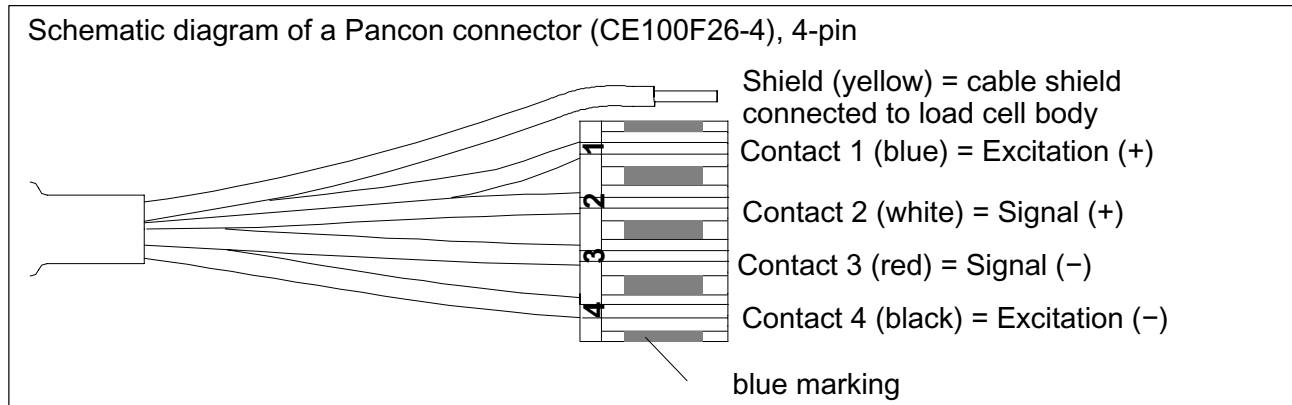 Schematic diagram of a Pancon connector (CE100F26-4), 4-pin
Shield (yellow) = cable shield
connected to load cell body
1
Contact 1 (blue) = Excitation (+)
2
Contact 2 (white) = Signal (+)
3
Contact 3 (red) = Signal (−)
4
Contact 4 (black) = Excitation (−)
blue marking